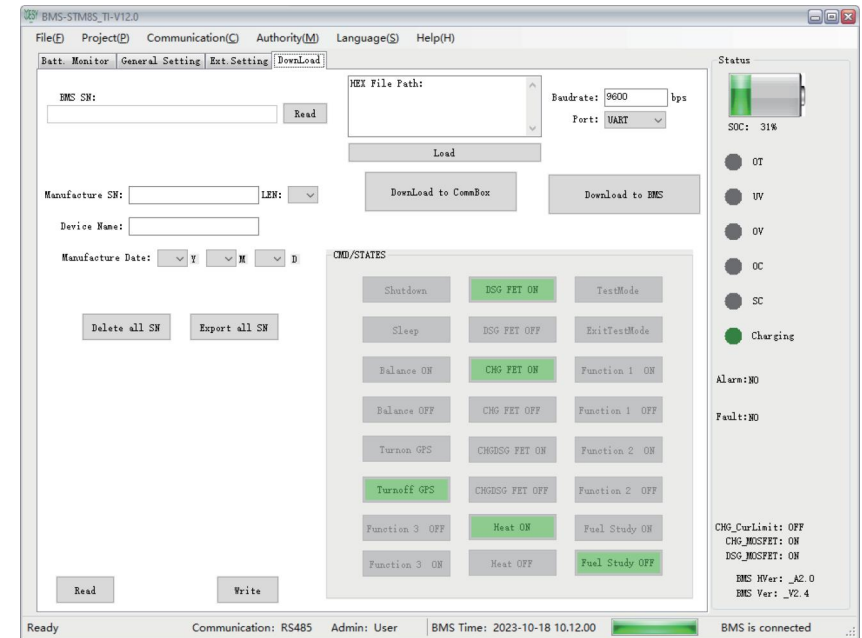 BMS-STM8S_TI-V12.0
File(F) Project(P) Communication(C) Authority(M) Language(S) Help(H)
Batt. Monitor General Setting Ext.Setting DownLoad
BMS SN:
Read
HEX File Path:
Baudrate: 9600 bps
Port: UART
Load
DownLoad to CommBox
Download to BMS
Manufacture SN: LEN:
Device Name:
Manufacture Date: Y M D
Delete all SN Export all SN
CMD/STATES
Shutdown DSG FET ON TestMode
Sleep DSG FET OFF ExitTestMode
Balance ON CHG FET ON Function 1 ON
Balance OFF CHG FET OFF Function 1 OFF
Turnon GPS CHGDSG FET ON Function 2 ON
Turnoff GPS CHGDSG FET OFF Function 2 OFF
Function 3 OFF Heat ON Fuel Study ON
Function 3 ON Heat OFF Fuel Study OFF
Read Write
Status
SOC: 31%
OT
UV
OV
OC
SC
Charging
Alarm:NO
Fault:NO
CHG_CurLimit: OFF
CHG_MOSFET: ON
DSG_MOSFET: ON
BMS HVer: _A2.0
BMS Ver: _V2.4
Ready Communication: RS485 Admin: User BMS Time: 2023-10-18 10.12.00 BMS is connected